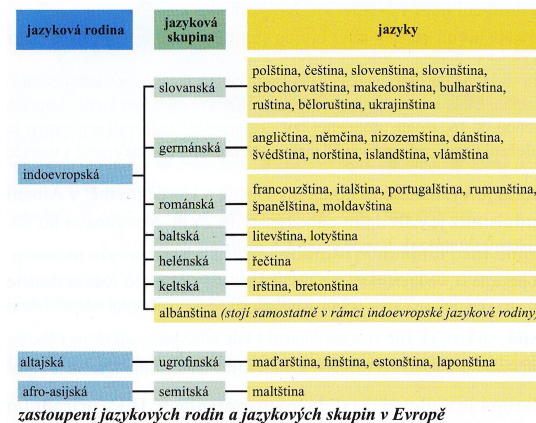 jazyková rodina
jazyková
skupina
jazyky
slovanská
polština, čeština, slovenština, slovinština,
srbochorvatština, makedonština, bulharština,
ruština, běloruština, ukrajinština
germánská
angličtina, němčina, nizozemština, dánština,
švédština, norština, islandština, vlámština
indoevropská
románská
francouzština, italština, portugalština, rumunština,
španělština, moldavština
baltská
litevština, lotyština
helénská
řečtina
keltská
irština, bretonština
albánština (stojí samostatně v rámci indoevropské jazykové rodiny)
altajská
ugrofinská
maďarština, finština, estonština, laponština
afro-asijská
semitská
maltština
zastoupení jazykových rodin a jazykových skupin v Evropě